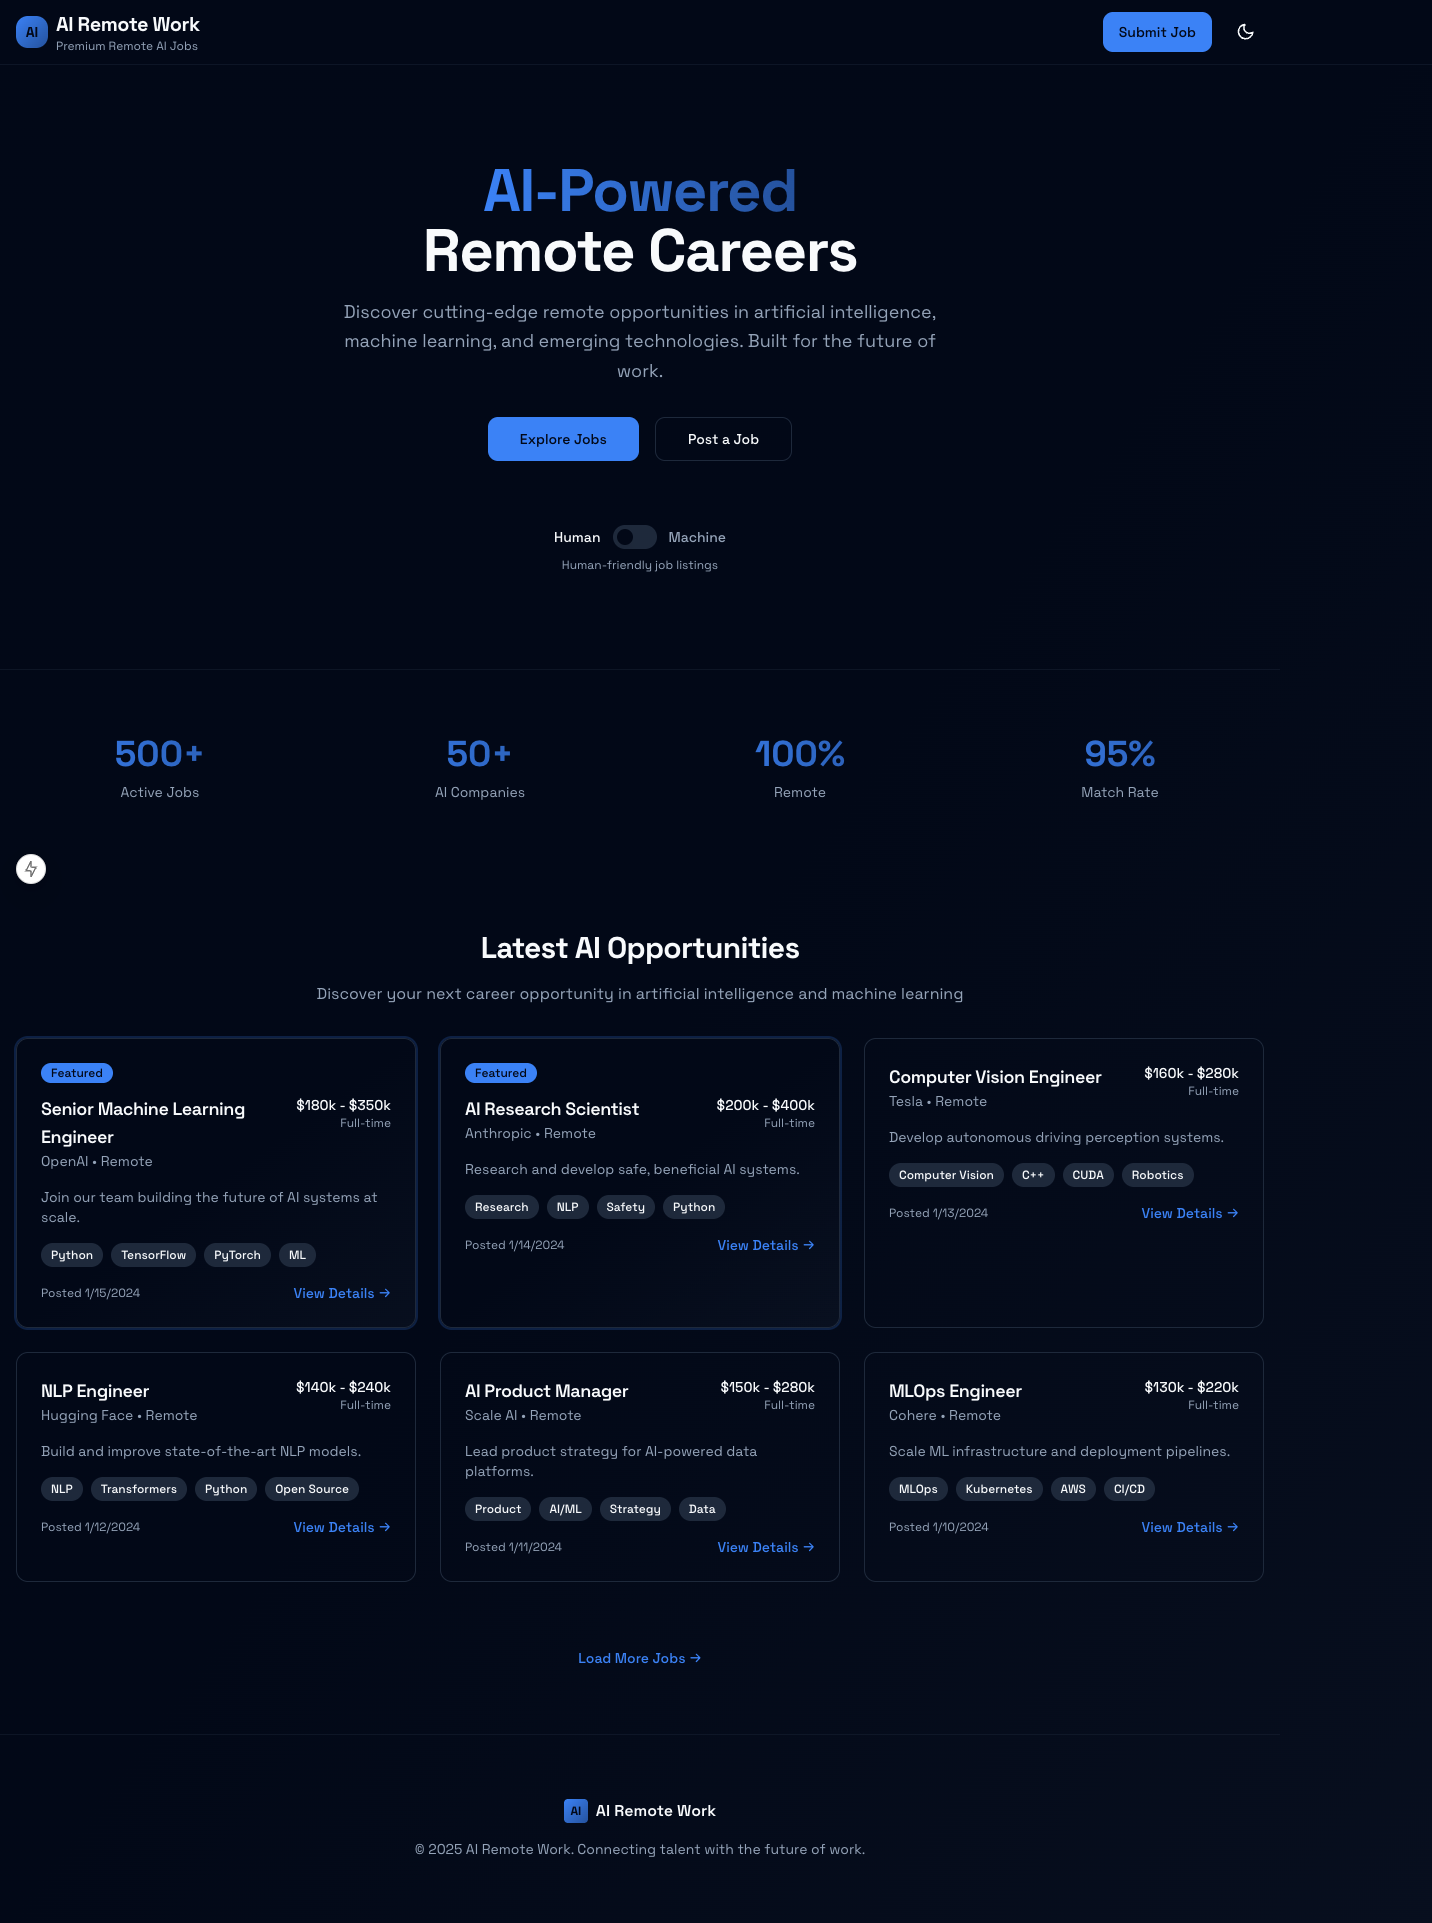 AI
AI Remote Work
Premium Remote AI Jobs
Submit Job
AI-Powered
Remote Careers
Discover cutting-edge remote opportunities in artificial intelligence,
machine learning, and emerging technologies. Built for the future of
work.
Explore Jobs
Post a Job
Human
Machine
Human-friendly job listings
500+
Active Jobs
50+
AI Companies
100%
Remote
95%
Match Rate
Latest AI Opportunities
Discover your next career opportunity in artificial intelligence and machine learning
Featured
Senior Machine Learning
Engineer
$180k - $350k
Full-time
OpenAI • Remote
Join our team building the future of AI systems at
scale.
Python TensorFlow PyTorch ML
Posted 1/15/2024
View Details →
Featured
AI Research Scientist
$200k - $400k
Full-time
Anthropic • Remote
Research and develop safe, beneficial AI systems.
Research NLP Safety Python
Posted 1/14/2024
View Details →
Computer Vision Engineer
$160k - $280k
Full-time
Tesla • Remote
Develop autonomous driving perception systems.
Computer Vision C++ CUDA Robotics
Posted 1/13/2024
View Details →
NLP Engineer
$140k - $240k
Full-time
Hugging Face • Remote
Build and improve state-of-the-art NLP models.
NLP Transformers Python Open Source
Posted 1/12/2024
View Details →
AI Product Manager
$150k - $280k
Full-time
Scale AI • Remote
Lead product strategy for AI-powered data
platforms.
Product AI/ML Strategy Data
Posted 1/11/2024
View Details →
MLOps Engineer
$130k - $220k
Full-time
Cohere • Remote
Scale ML infrastructure and deployment pipelines.
MLOps Kubernetes AWS CI/CD
Posted 1/10/2024
View Details →
Load More Jobs →
AI
AI Remote Work
© 2025 AI Remote Work. Connecting talent with the future of work.